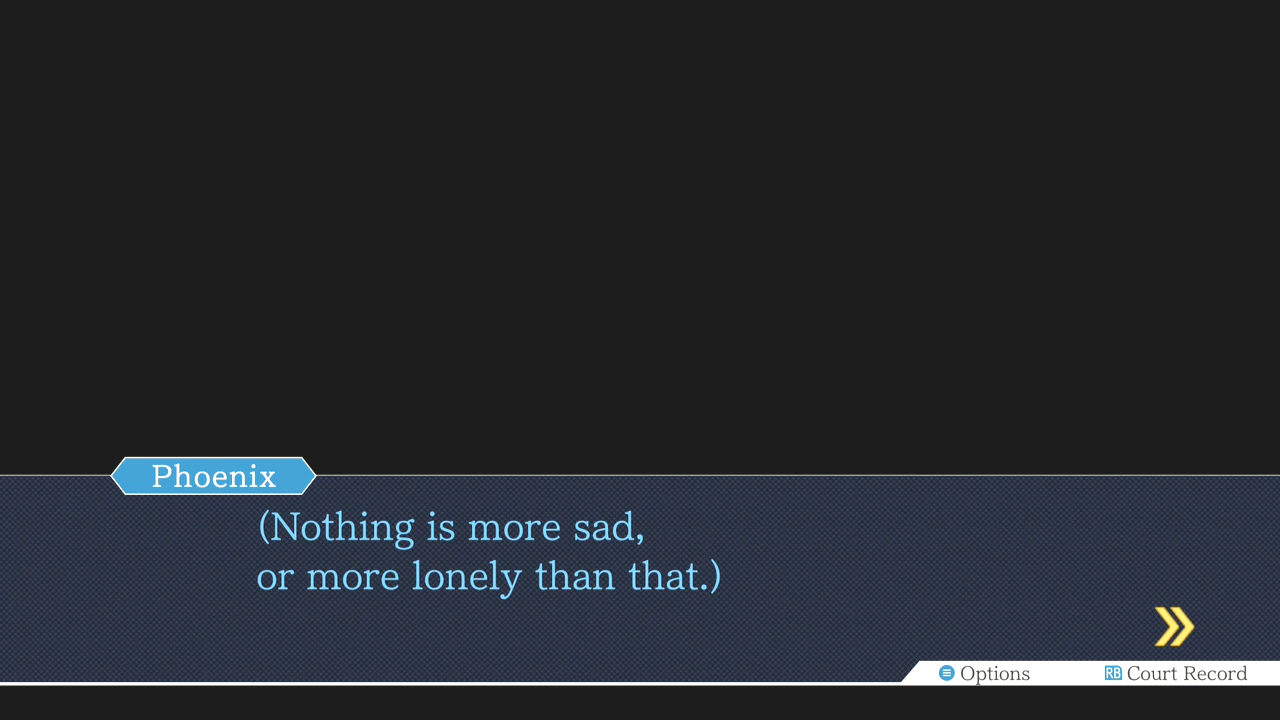 Phoenix
(Nothing is more sad,
or more lonely than that.)
Options
RB Court Record